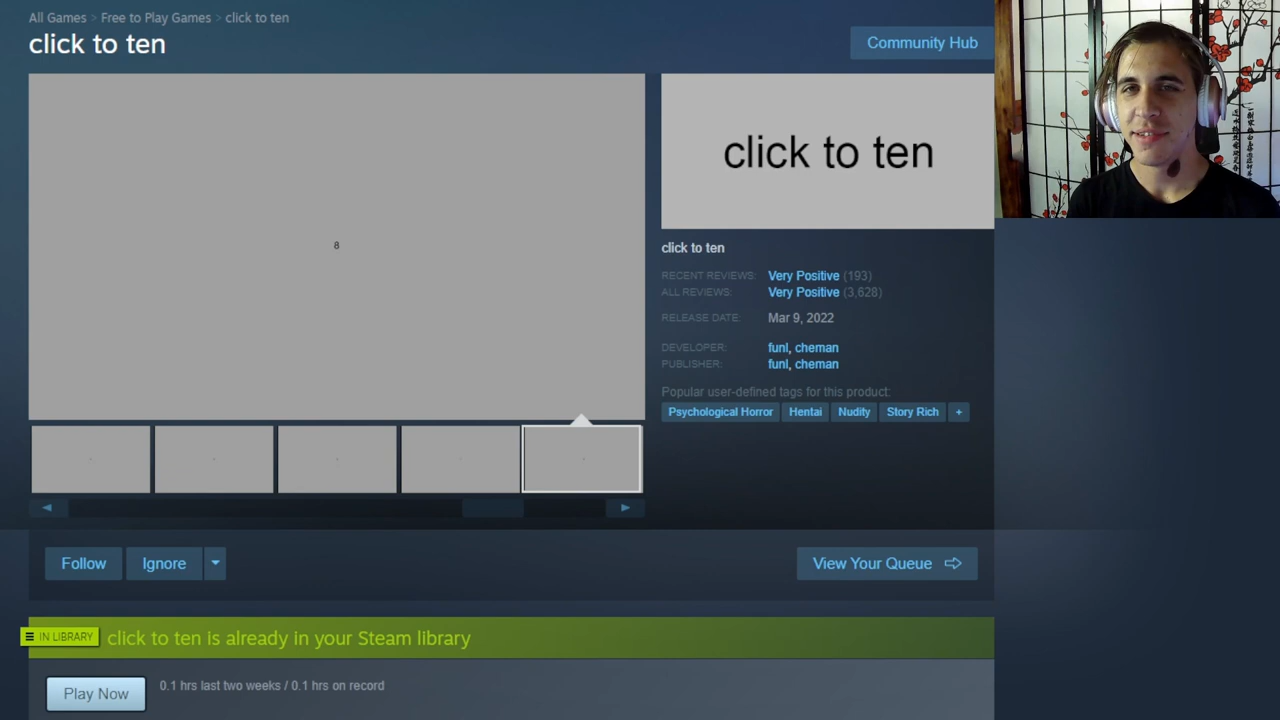 All Games > Free to Play Games > click to ten
click to ten
Community Hub
8
click to ten
click to ten
RECENT REVIEWS: Very Positive (193)
ALL REVIEWS: Very Positive (3,628)
RELEASE DATE: Mar 9, 2022
DEVELOPER: funl, cheman
PUBLISHER: funl, cheman
Popular user-defined tags for this product:
Psychological Horror Hentai Nudity Story Rich +
Follow Ignore
View Your Queue
IN LIBRARY click to ten is already in your Steam library
Play Now 0.1 hrs last two weeks / 0.1 hrs on record